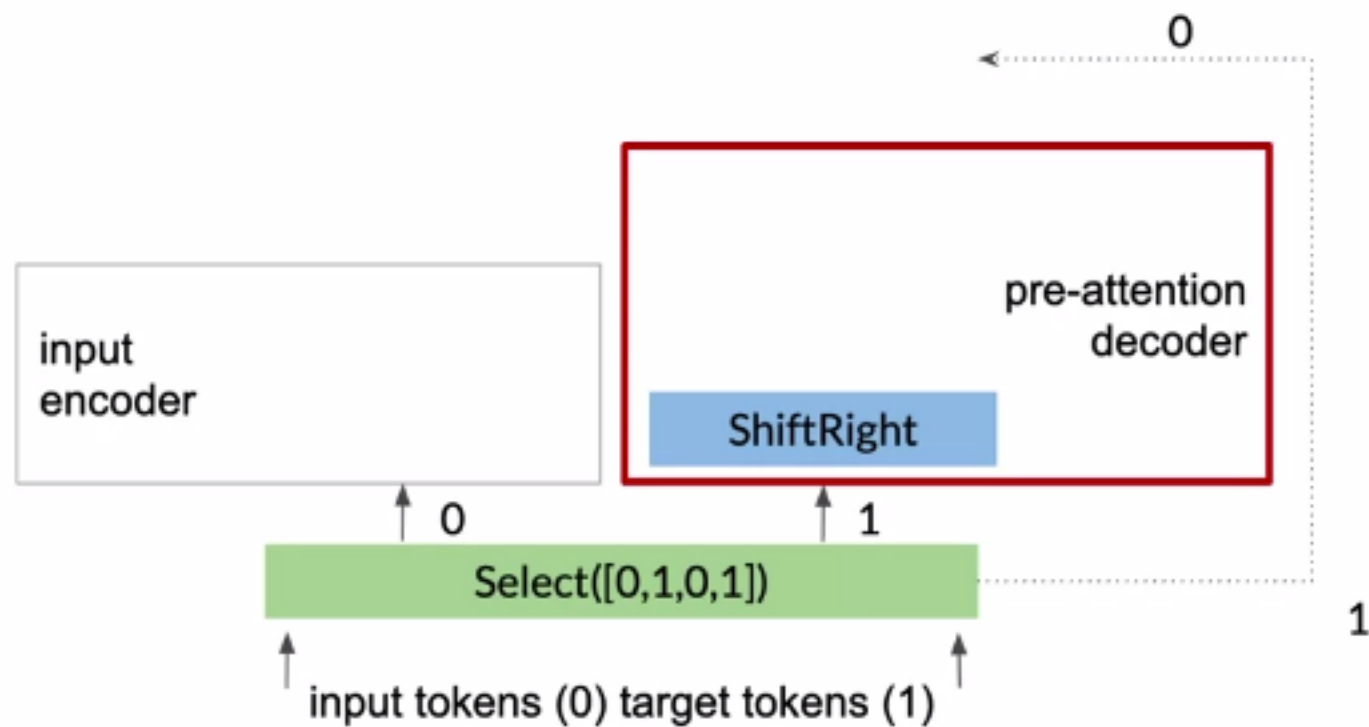 0
pre-attention
decoder
input
encoder
ShiftRight
0
1
Select([0,1,0,1])
1
input tokens (0) target tokens (1)